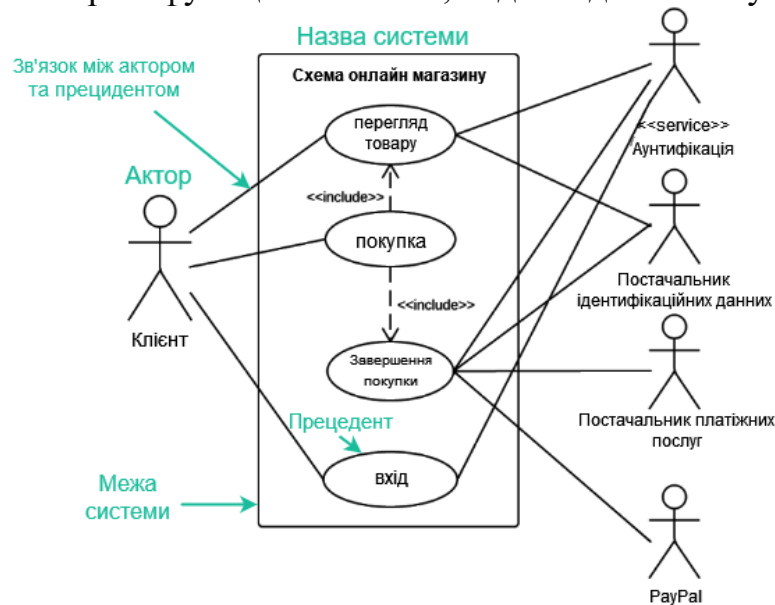 Назва системи
Зв'язок між актором
та прецидентом
Схема онлайн магазину
перегляд
товару
<<service>>
Аунтифікація
Актор
<<include>>
покупка
Постачальник
ідентифікаційних данних
<<include>>
Клієнт
Завершення
покупки
Постачальник платіжних
послуг
Прецедент
вхід
Межа
системи
PayPal